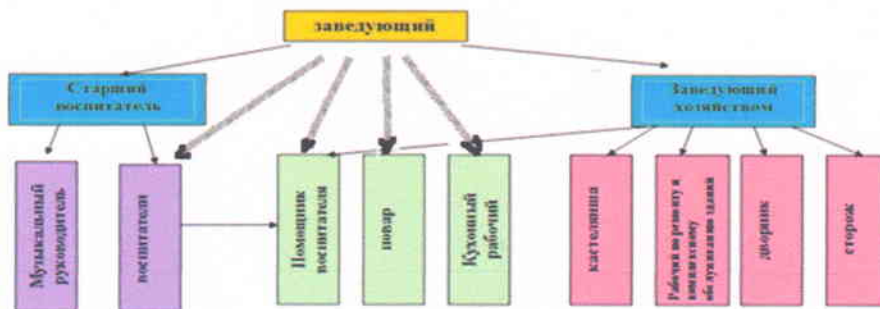 заведующий
Старший
воспитатель
Заведующий
хозяйством
Музыкальный
руководитель
воспитатели
Помощник
воспитателя
повар
Кухонный
рабочий
кастелянша
Рабочий по ремонту и
комплексному
обслуживанию здания
дворник
сторож